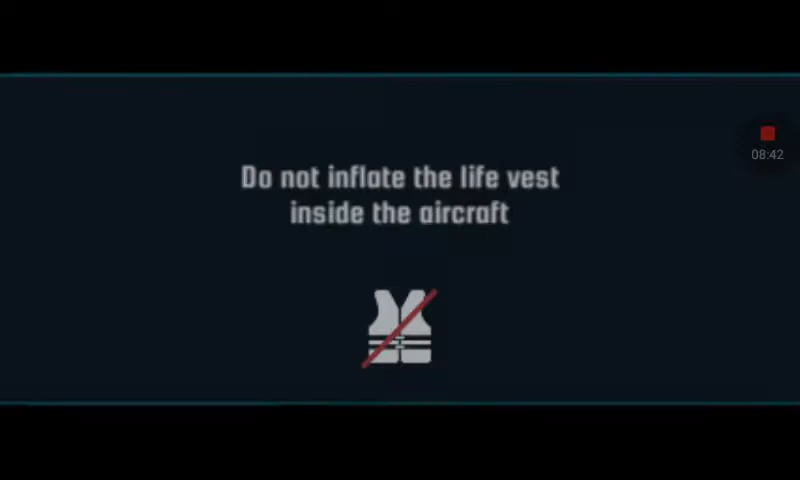 Do not inflate the life vest
inside the aircraft
08:42